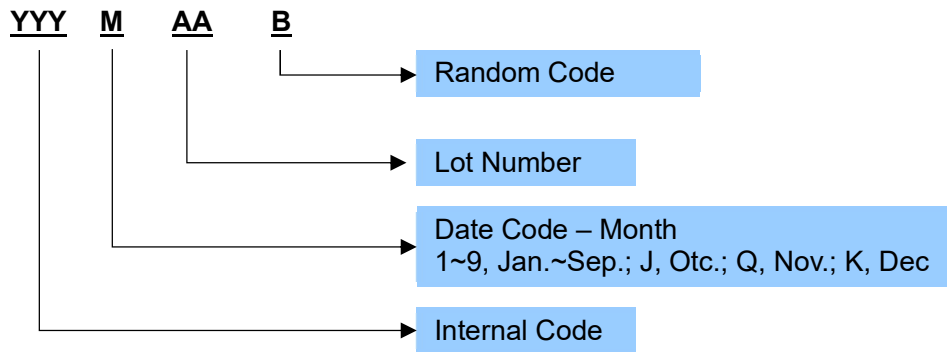 YYY M AA B
Random Code
Lot Number
Date Code – Month
1~9, Jan.~Sep.; J, Otc.; Q, Nov.; K, Dec
Internal Code